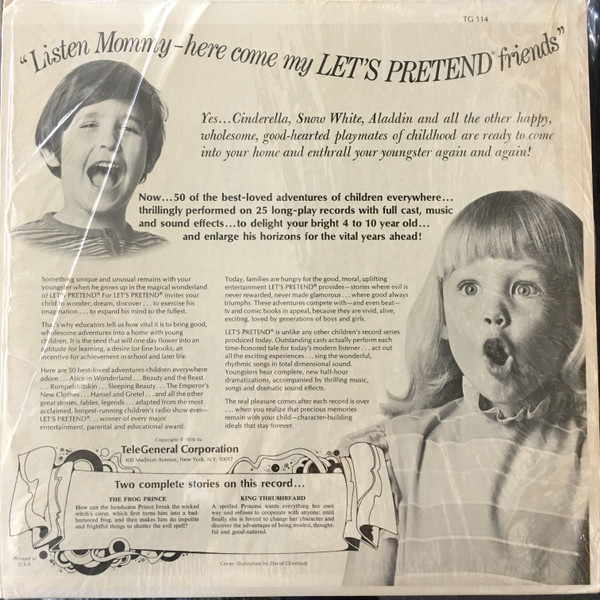 TG 114
"Listen Mommy-here come my LET'S PRETEND® friends"
Yes...Cinderella, Snow White, Aladdin and all the other happy,
wholesome, good-hearted playmates of childhood are ready to come
into your home and enthrall your youngster again and again!
Now...50 of the best-loved adventures of children everywhere...
thrillingly performed on 25 long-play records with full cast, music
and sound effects...to delight your bright 4 to 10 year old...
and enlarge his horizons for the vital years ahead!
Something unique and unusual remains with your
youngster when he grows up in the magical wonderland
of LET'S PRETEND® For LET'S PRETEND® invites your
child to wonder, dream, discover . . . to exercise his
imagination . . . to expand his mind to the fullest.
That's why educators tell us how vital it is to bring good,
wholesome adventures into a home with young
children. It is the seed that will one day flower into an
aptitude for learning, a desire for fine books, an
incentive for achievement in school and later life.
Here are 50 best-loved adventures children everywhere
adore . . . Alice in Wonderland . . . Beauty and the Beast
. . . Rumpelstiltskin . . . Sleeping Beauty . . . The Emperor's
New Clothes . . . Hansel and Gretel . . . and all the other
great stories, fables, legends . . . adapted from the most
acclaimed, longest-running children's radio show ever—
LET'S PRETEND®. . . winner of every major
entertainment, parental and educational award.
Today, families are hungry for the good, moral, uplifting
entertainment LET'S PRETEND® provides—stories where evil is
never rewarded, never made glamorous . . . where good always
triumphs. These adventures compete with—and even beat—
tv and comic books in appeal, because they are vivid, alive,
exciting, loved by generations of boys and girls.
LET'S PRETEND® is unlike any other children's record series
produced today. Outstanding casts actually perform each
time-honored tale for today's modern listener . . . act out
all the exciting experiences . . . sing the wonderful,
rhythmic songs in total dimensional sound.
Youngsters hear complete, new half-hour
dramatizations, accompanied by thrilling music,
songs and dramatic sound effects.
The real pleasure comes after each record is over
. . . when you realize that precious memories
remain with your child—character-building
ideals that stay forever.
Copyright © 1970 by
TeleGeneral Corporation
400 Madison Avenue, New York, N.Y. 10017
Two complete stories on this record...
THE FROG PRINCE
How can the handsome Prince break the wicked
witch's curse, which first turns him into a bad-
humored frog, and then makes him do impolite
and frightful things to shatter the evil spell?
KING THRUSHBEARD
A spoiled Princess wants everything her own
way and refuses to cooperate with anyone; until
finally she is forced to change her character and
discover the advantages of being modest, thought-
ful and good-natured.
Printed in
U.S.A.
Cover illustration by David Chestnutt